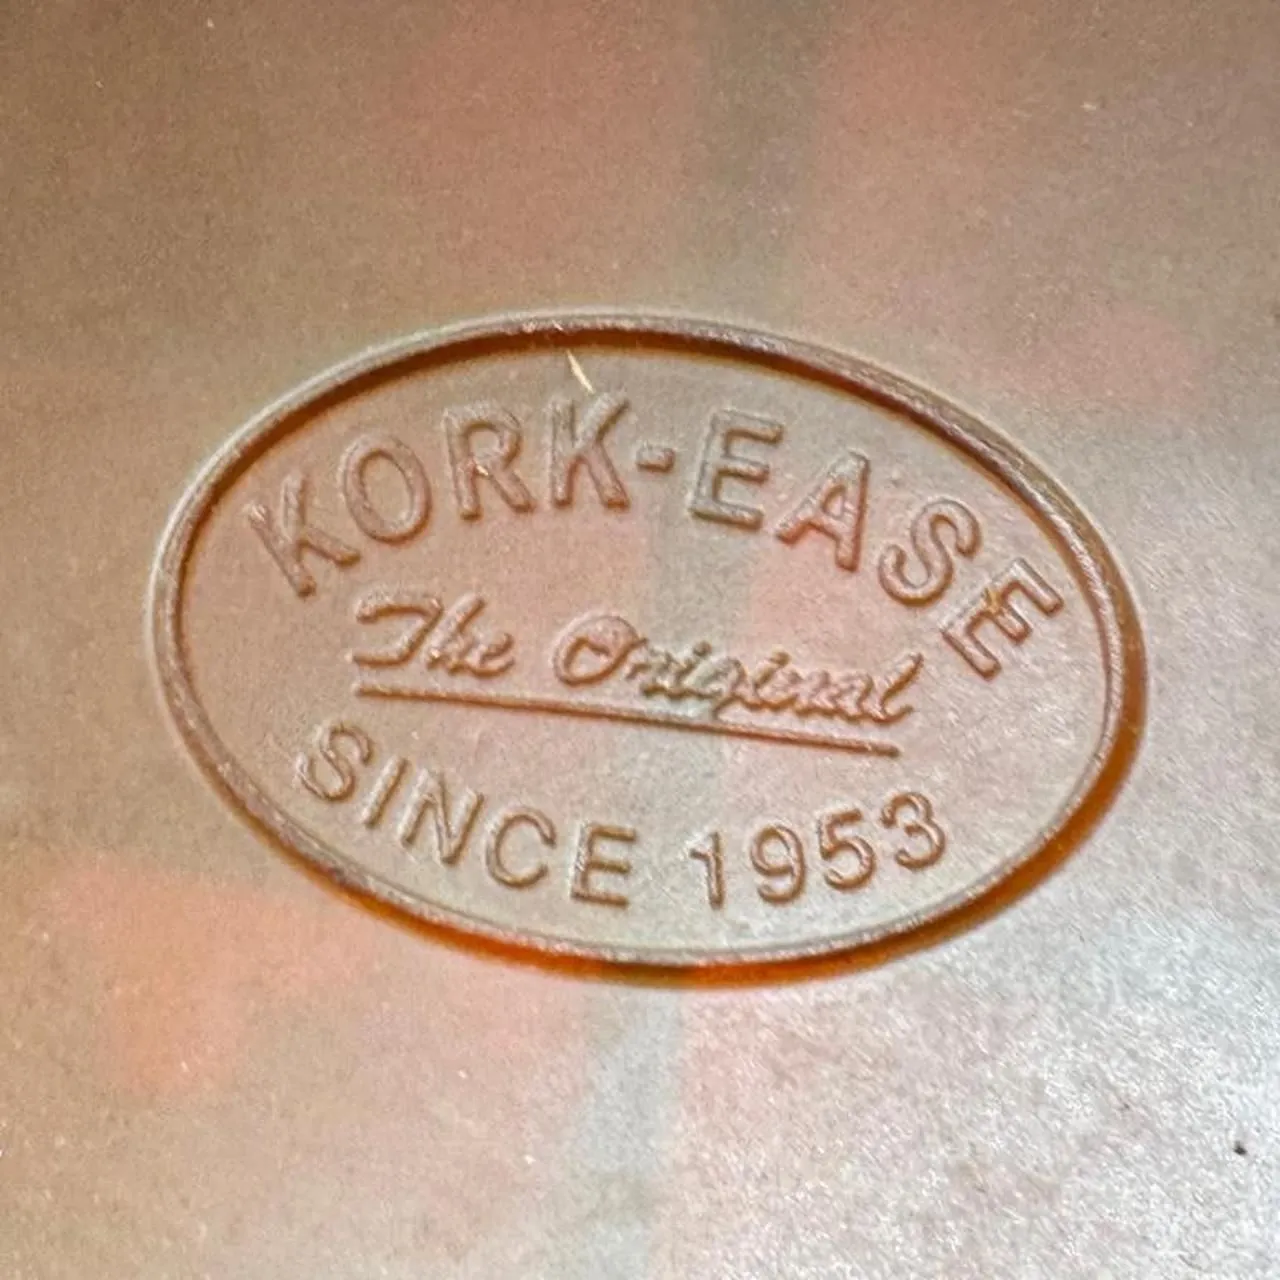 KORK-EASE
The Original
SINCE 1953